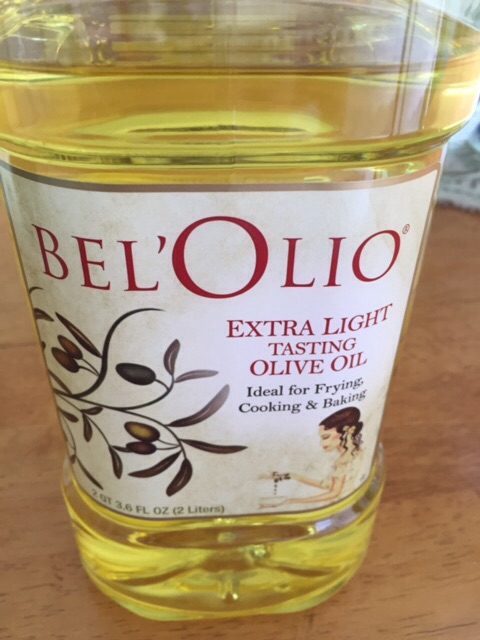 BEL'OLIO®
EXTRA LIGHT
TASTING
OLIVE OIL
Ideal for Frying,
Cooking & Baking
2 QT 3.6 FL OZ (2 Liters)